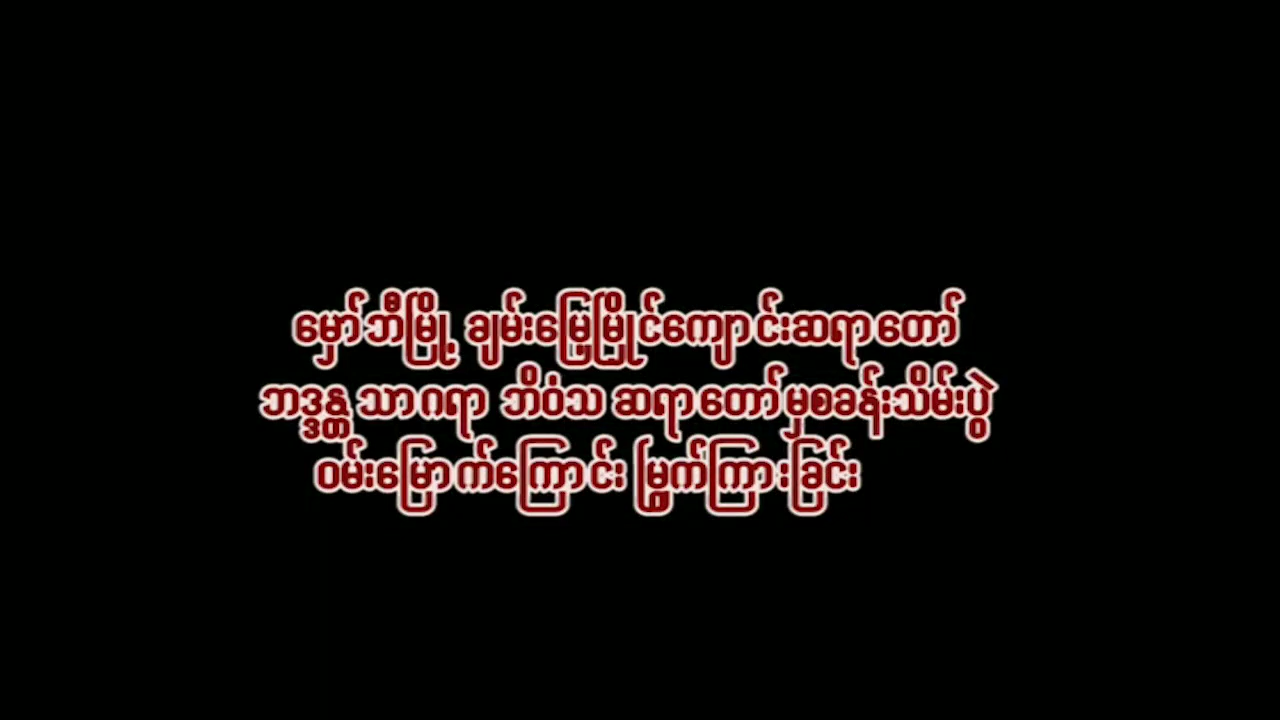 မှော်ဘီမြို့ ချမ်းမြေ့မြိုင်ကျောင်းဆရာတော်
ဘဒ္ဒန္တ သာဂရာ ဘိဝံသ ဆရာတော်မှစခန်းသိမ်းပွဲ
ဝမ်းမြောက်ကြောင်း မြွက်ကြားခြင်း